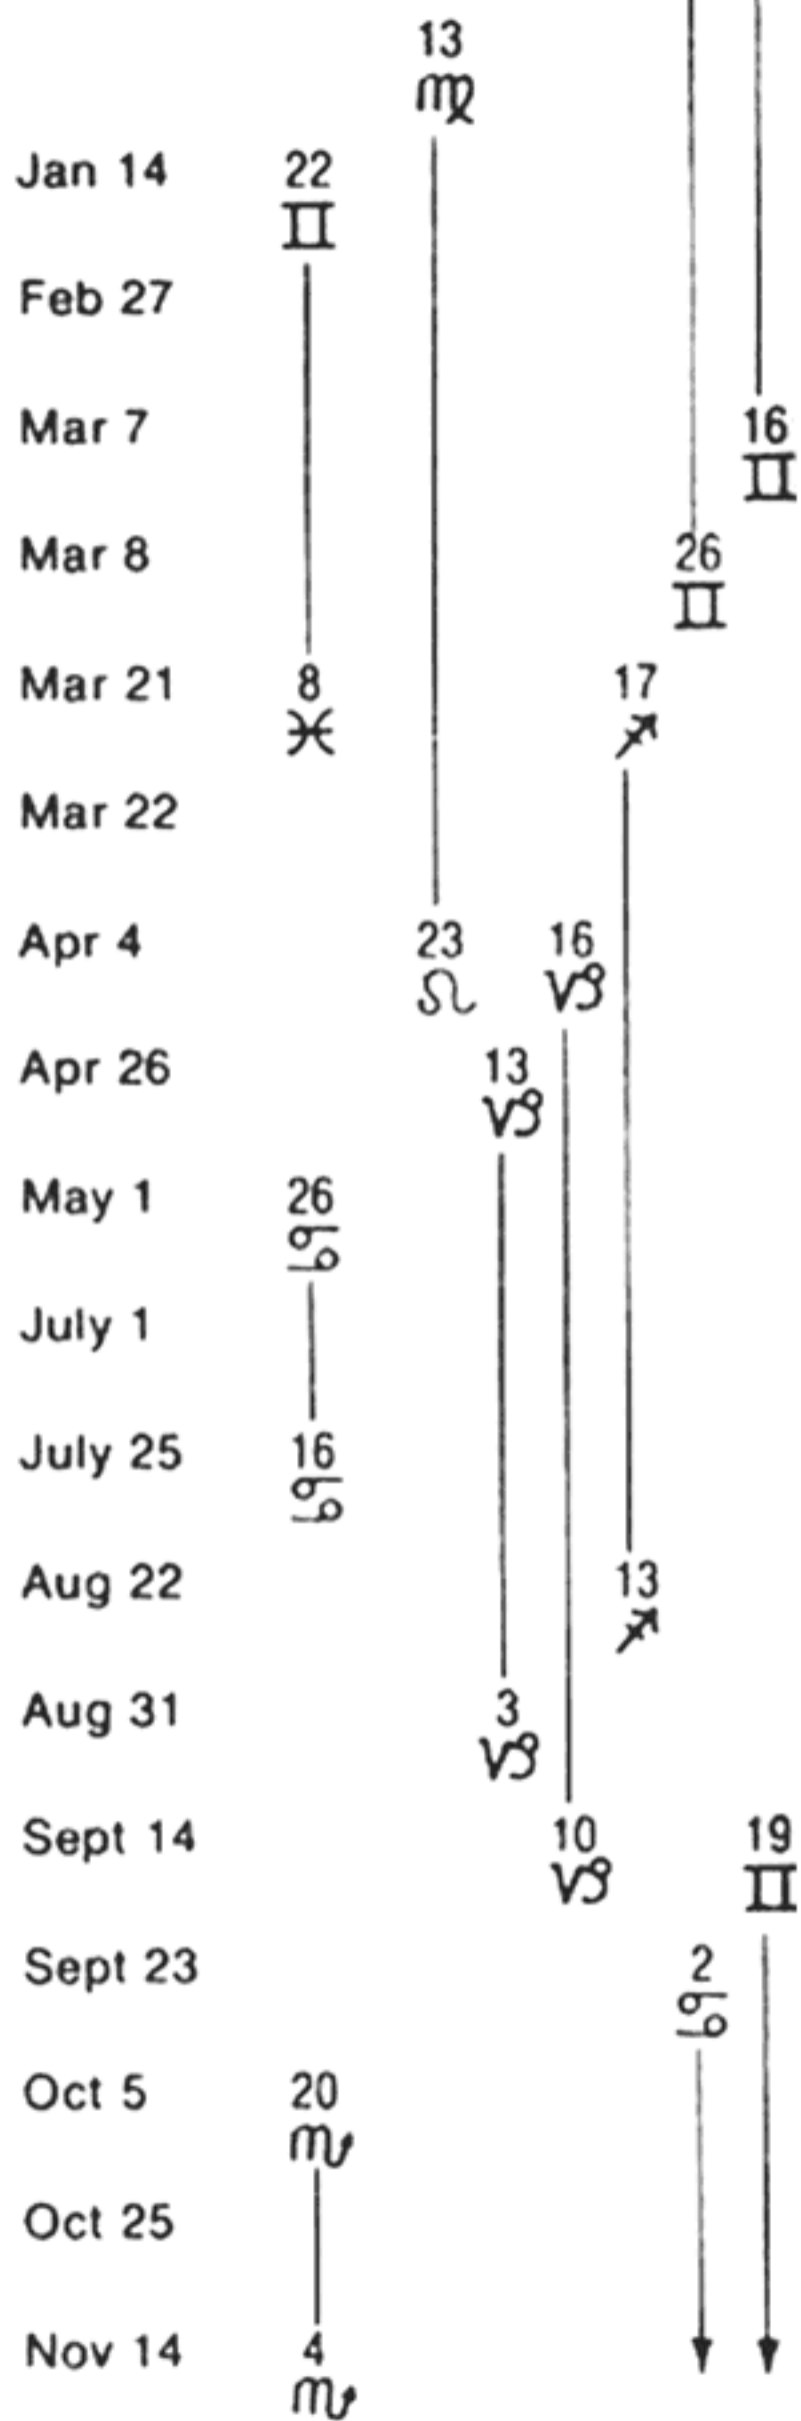 13
♍
Jan 14 22
♊
Feb 27
Mar 7 16
♊
Mar 8 26
♊
Mar 21 8 17
♓ ♐
Mar 22
Apr 4 23 16
♌ ♑
Apr 26 13
♑
May 1 26
♋
July 1
July 25 16
♋
Aug 22 13
♐
Aug 31 3
♑
Sept 14 10 19
♑ ♊
Sept 23 2
♋
Oct 5 20
♏
Oct 25
Nov 14 4
♏